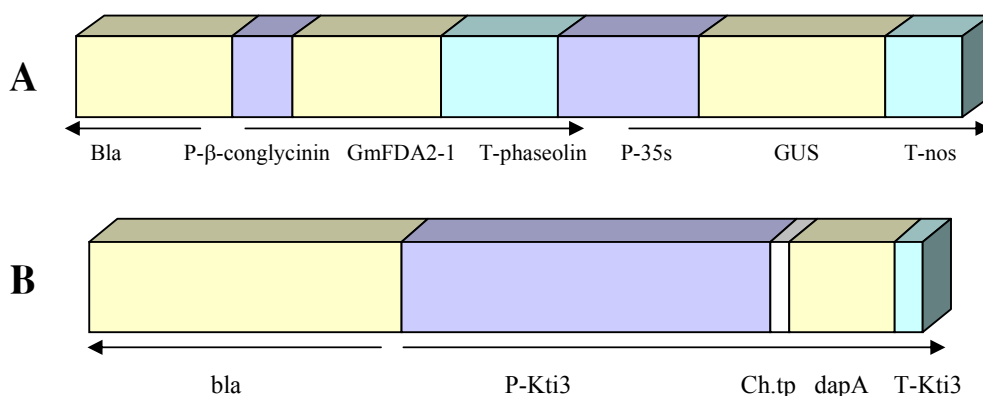 A
Bla P-β-conglycinin GmFDA2-1 T-phaseolin P-35s GUS T-nos
B
bla P-Kti3 Ch.tp dapA T-Kti3